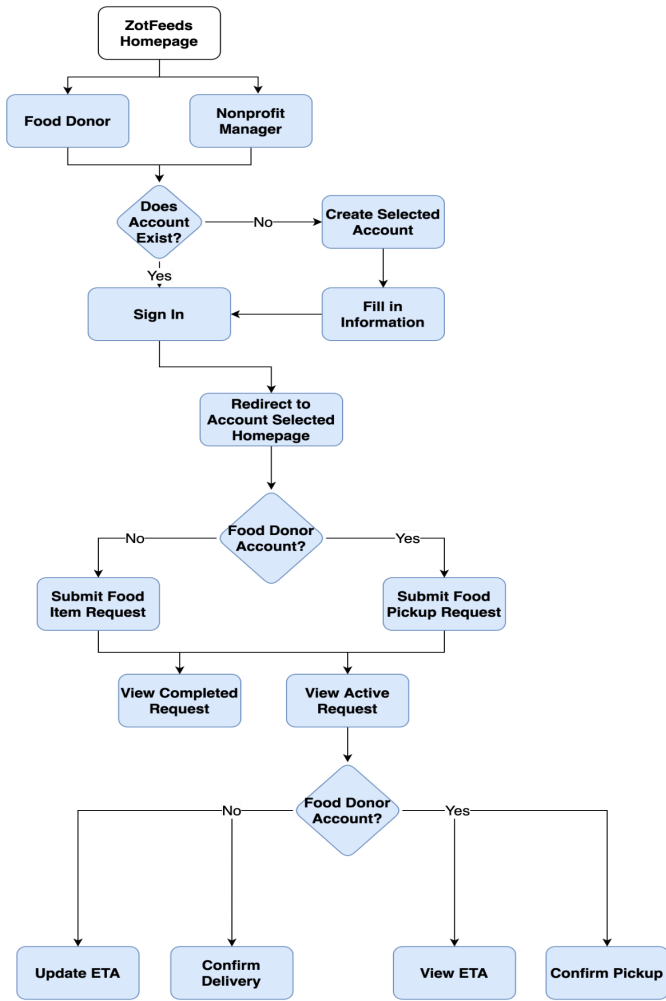 ZotFeeds
Homepage
Food Donor
Nonprofit
Manager
Does
Account
Exist?
No
Create Selected
Account
Yes
Sign In
Fill in
Information
Redirect to
Account Selected
Homepage
Food Donor
Account?
No
Yes
Submit Food
Item Request
Submit Food
Pickup Request
View Completed
Request
View Active
Request
Food Donor
Account?
No
Yes
Update ETA
Confirm
Delivery
View ETA
Confirm Pickup